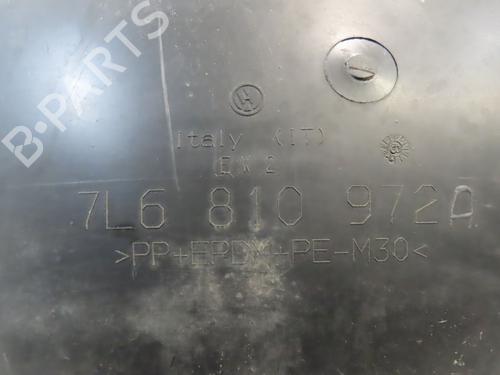 B-PARTS
Italy (IT)
7L6 810 972A
>PP+EPDM+PE-M30<